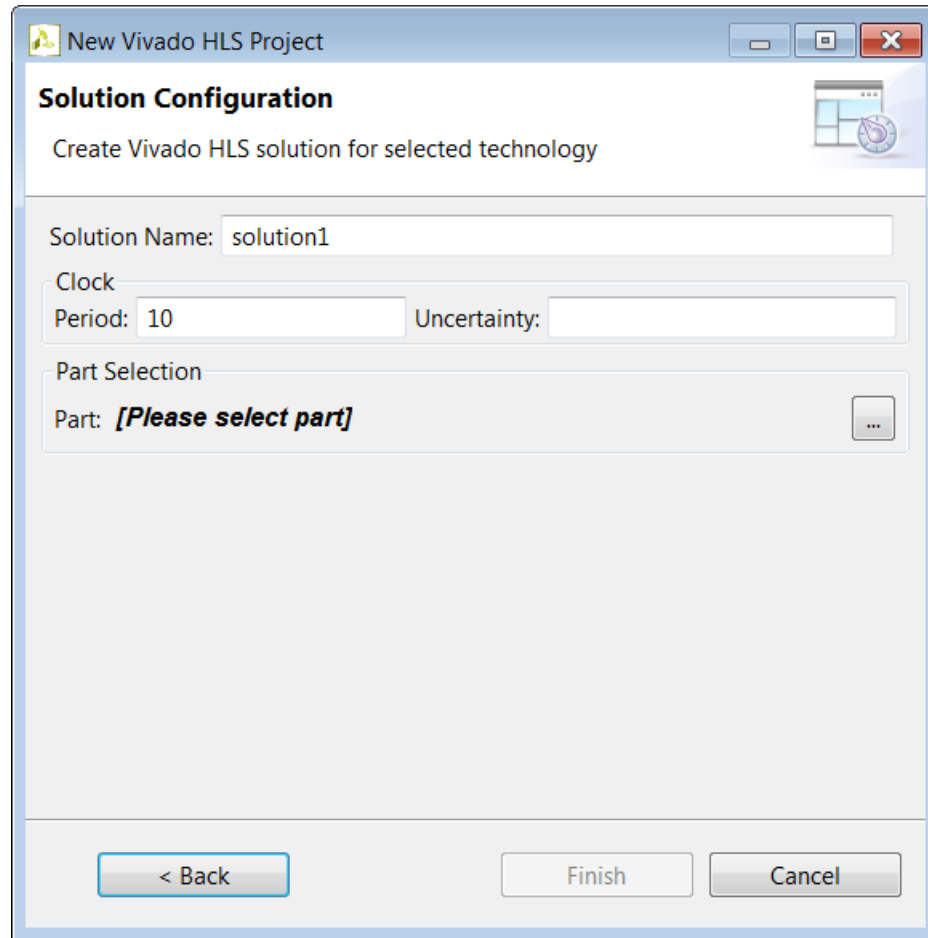 New Vivado HLS Project
Solution Configuration
Create Vivado HLS solution for selected technology
Solution Name: solution1
Clock
Period: 10 Uncertainty:
Part Selection
Part: [Please select part] ...
< Back Finish Cancel